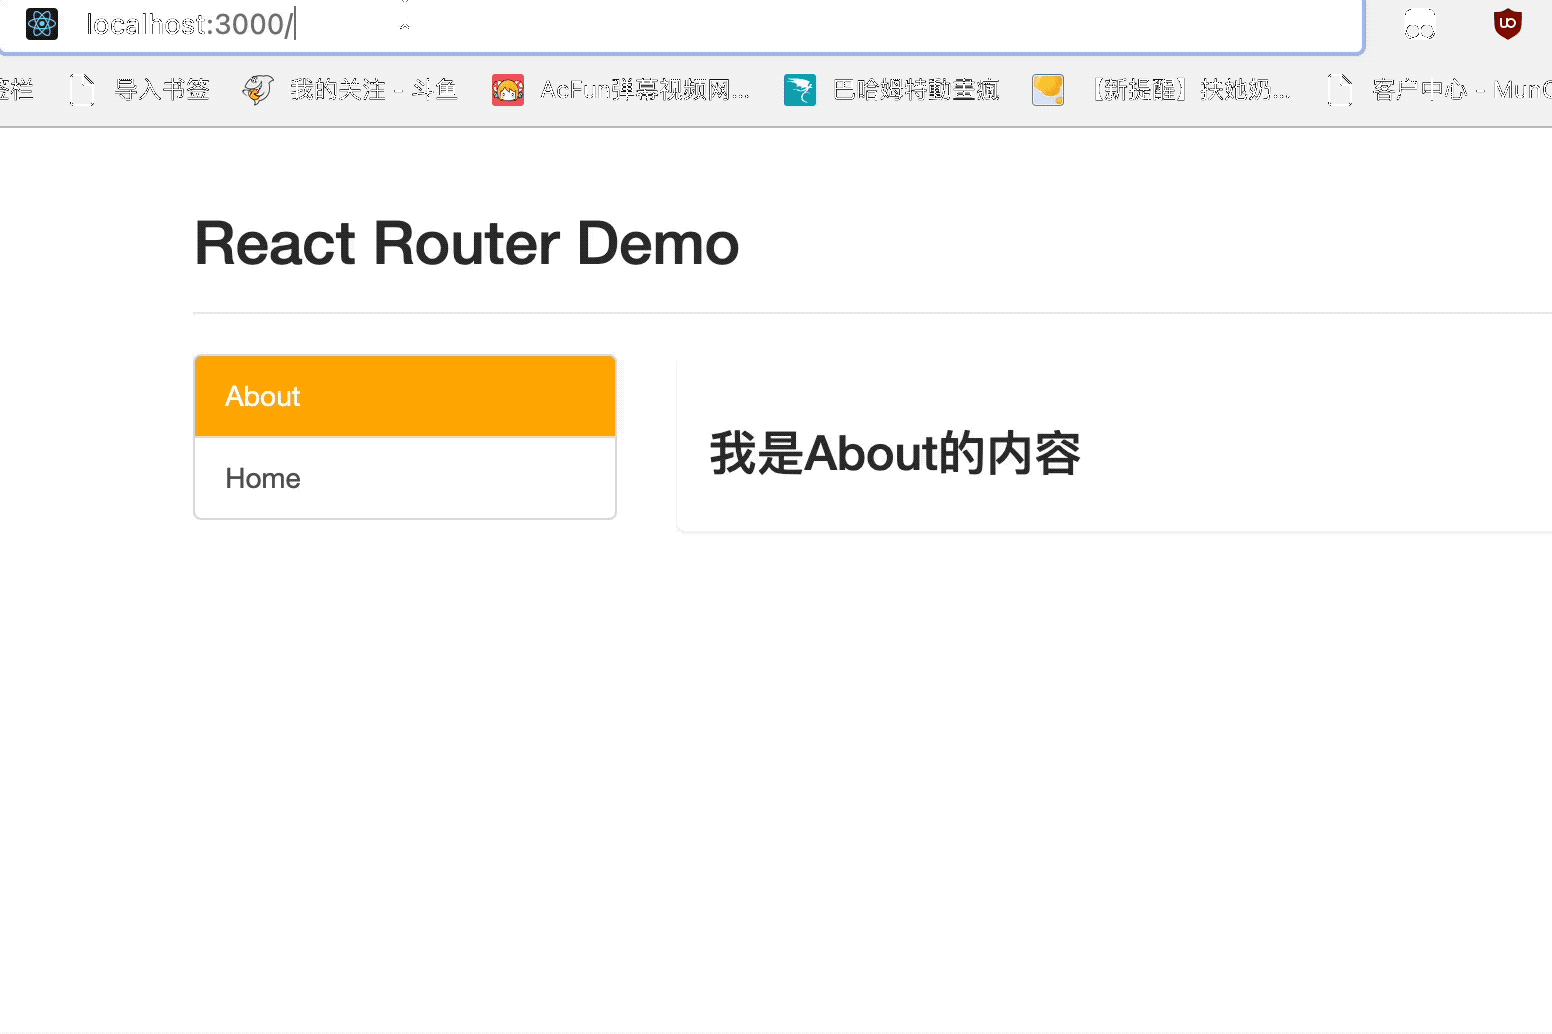 localhost:3000/
签栏 导入书签 我的关注 - 斗鱼 AcFun弹幕视频网... 巴哈姆特動畫瘋 【新提醒】扶她奶... 客户中心 - Mun
React Router Demo
About
我是About的内容
Home